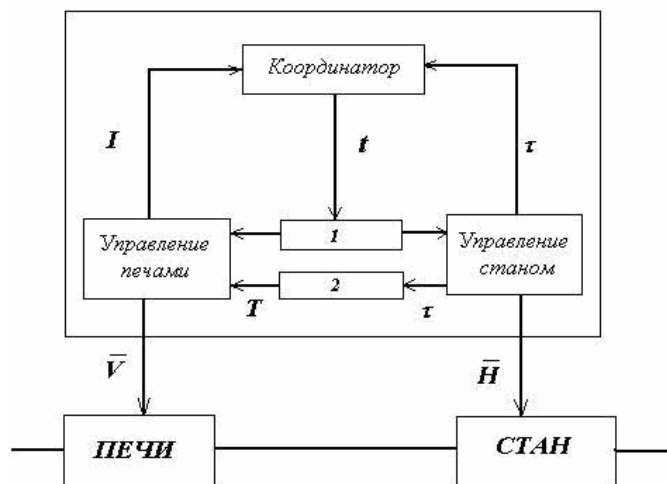 Координатор
I
t
τ
Управление
печами
1
Управление
станом
2
T
τ
V̅
H̅
ПЕЧИ
СТАН